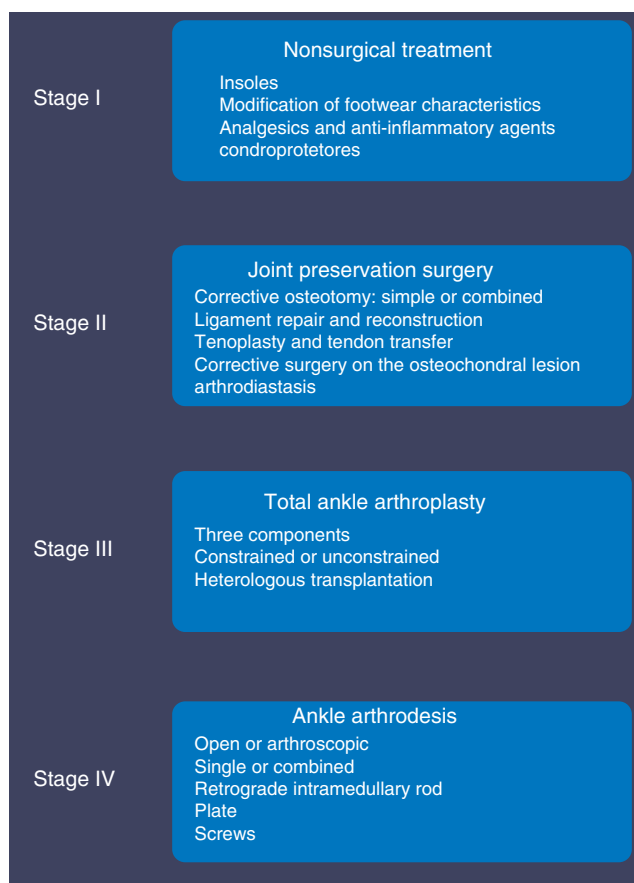 Stage I
Nonsurgical treatment
Insoles
Modification of footwear characteristics
Analgesics and anti-inflammatory agents
condroprotetores
Stage II
Joint preservation surgery
Corrective osteotomy: simple or combined
Ligament repair and reconstruction
Tenoplasty and tendon transfer
Corrective surgery on the osteochondral lesion
arthrodiastasis
Stage III
Total ankle arthroplasty
Three components
Constrained or unconstrained
Heterologous transplantation
Stage IV
Ankle arthrodesis
Open or arthroscopic
Single or combined
Retrograde intramedullary rod
Plate
Screws